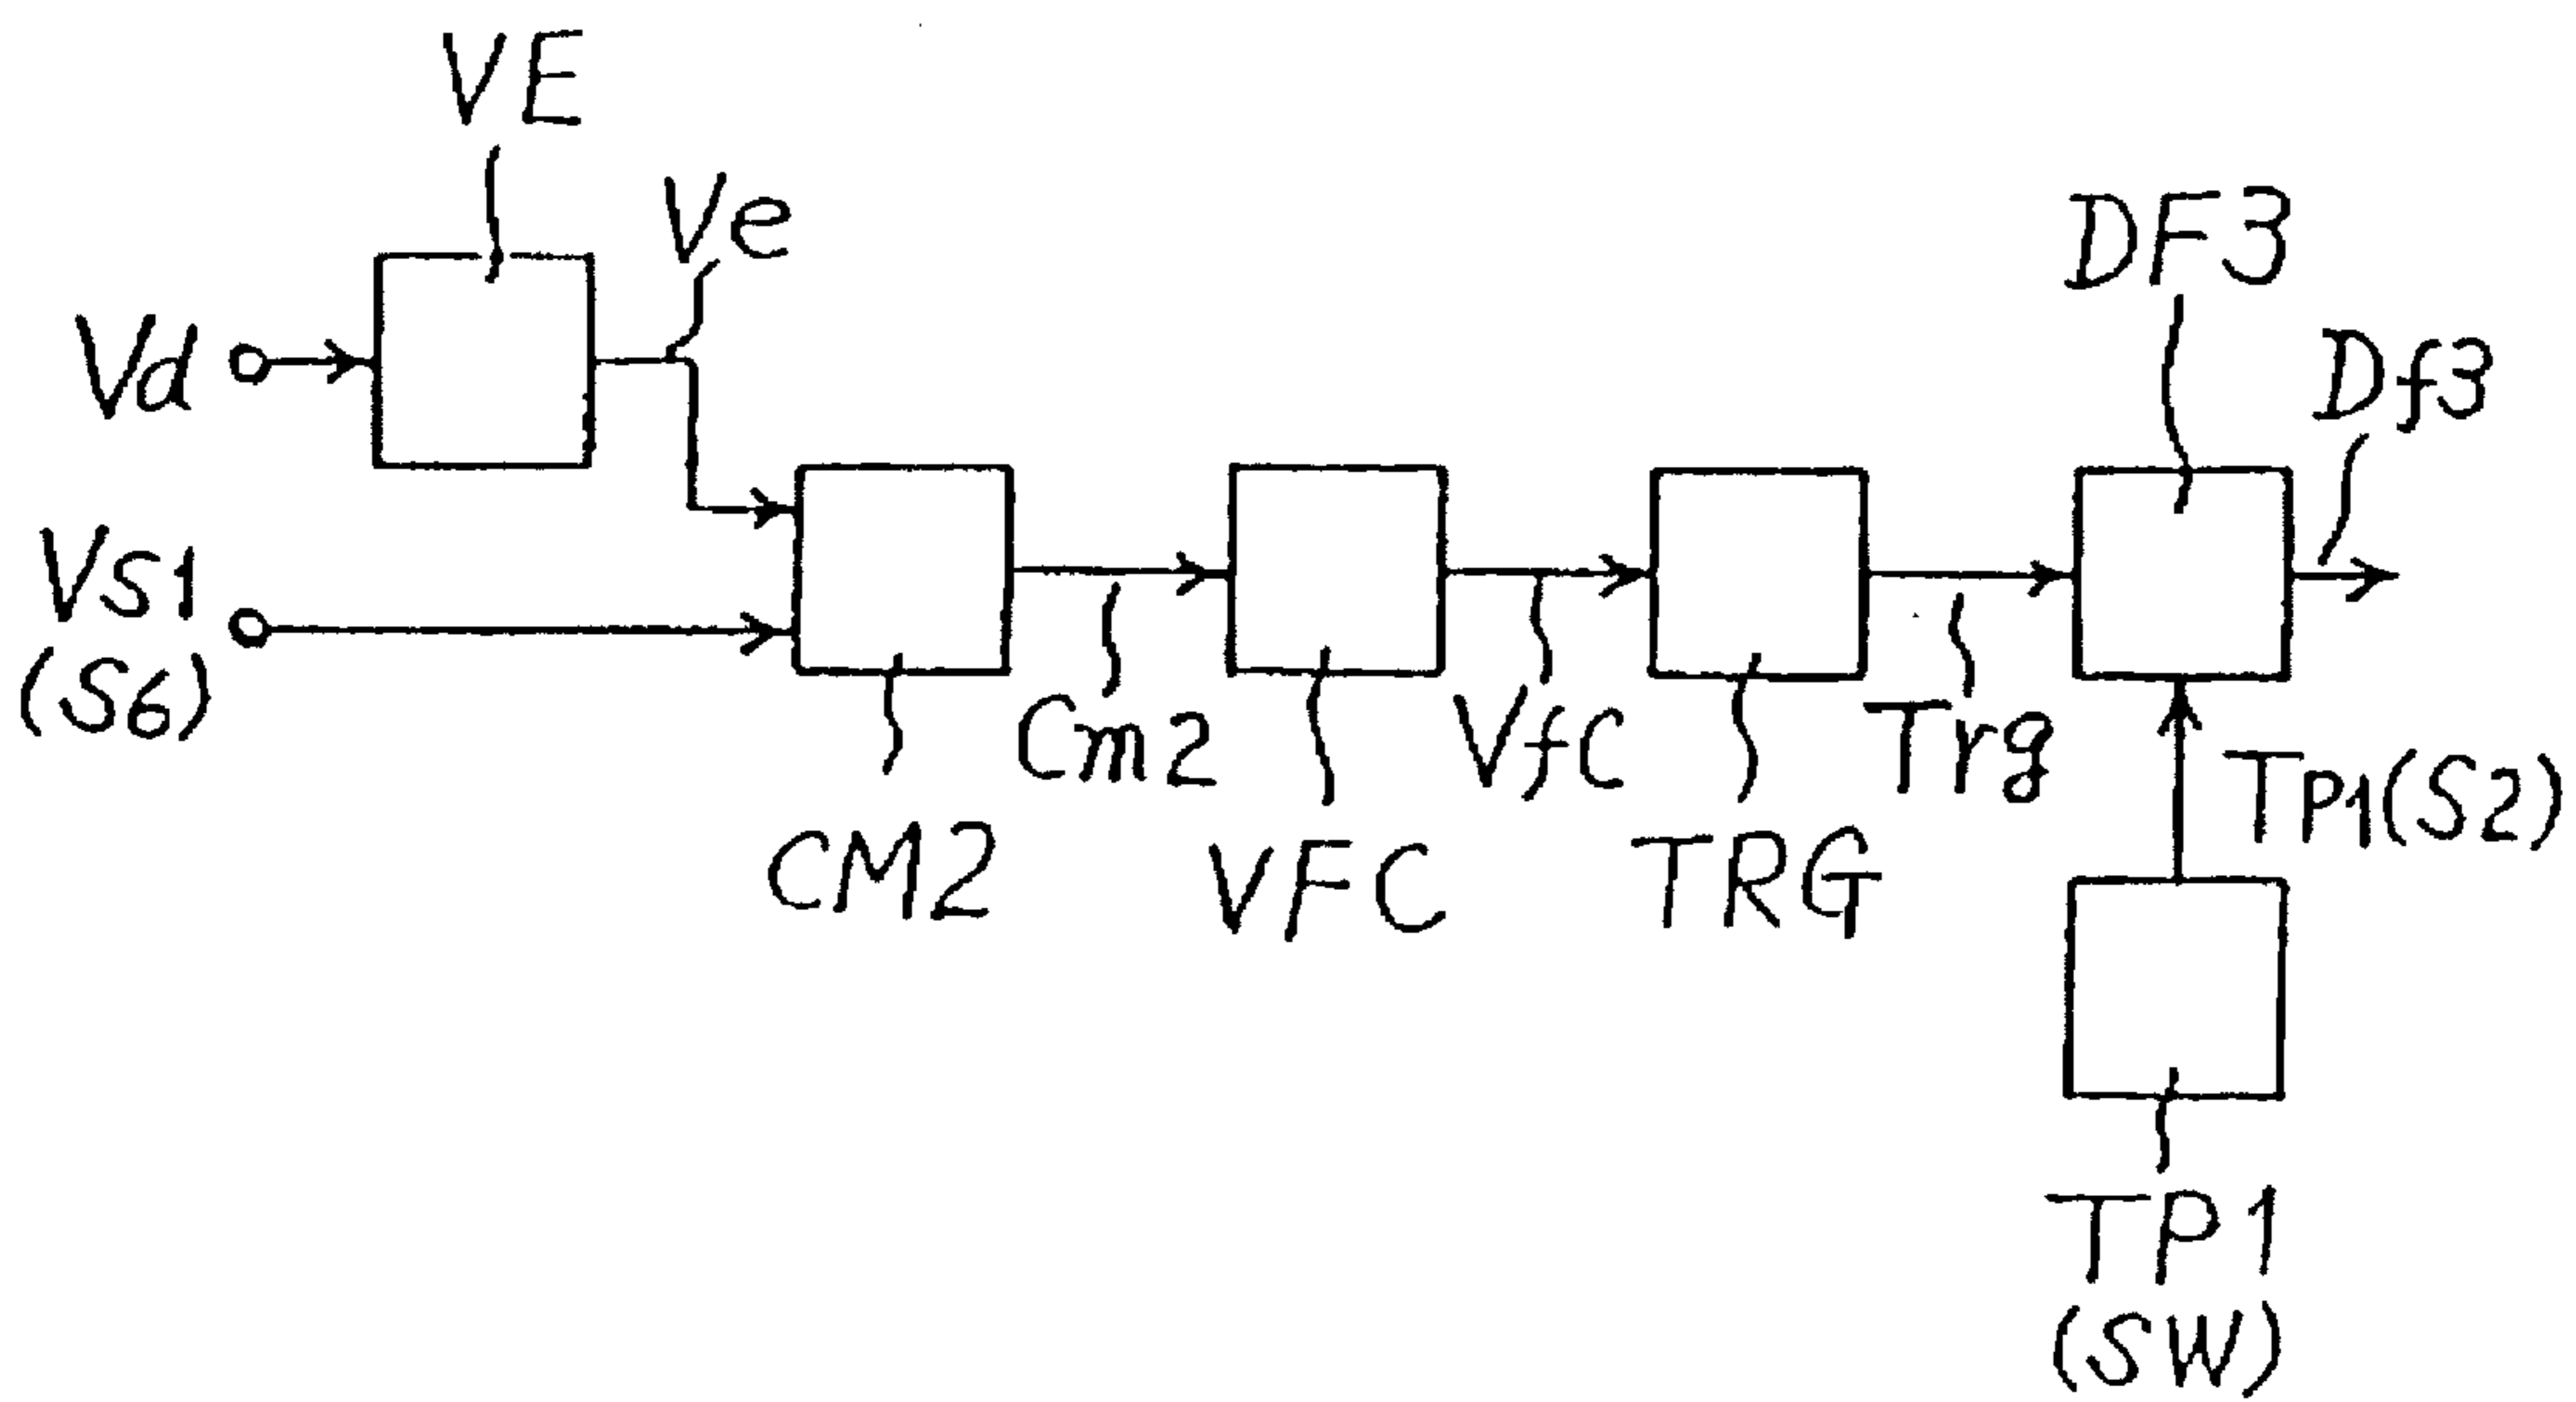 VE
Ve
DF3
Vd
Df3
VS1
(S6)
Cm2
Vfc
Trg
TP1(S2)
CM2
VFC
TRG
TP1
(SW)